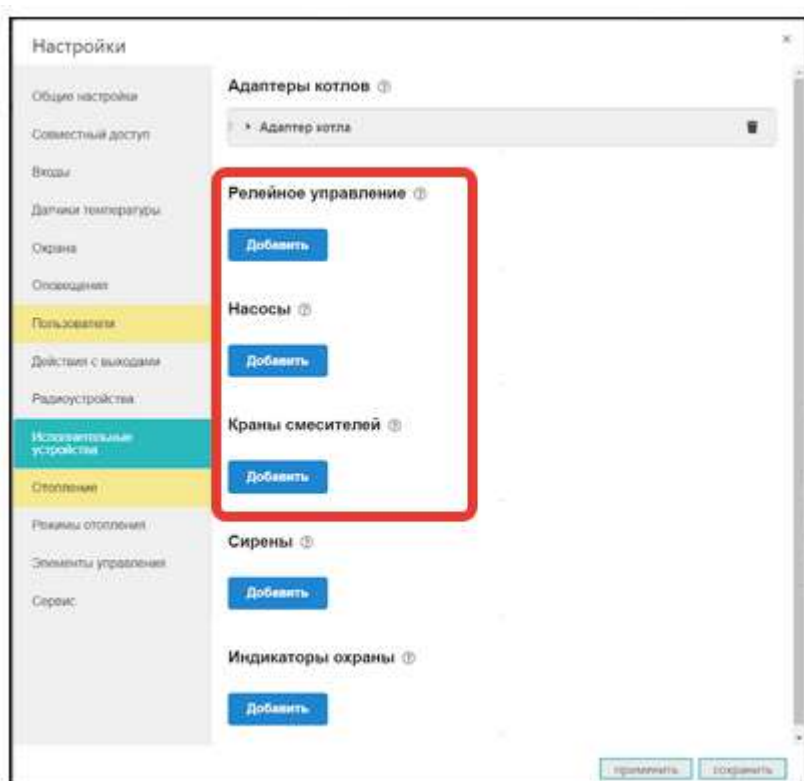 Настройки
×
Общие настройки
Совместный доступ
Входы
Датчики температуры
Охрана
Оповещения
Пользователи
Действия с выходами
Радиоустройства
Исполнительные
устройства
Отопление
Режимы отопления
Элементы управления
Сервис
Адаптеры котлов ?
Адаптер котла
Релейное управление ?
Добавить
Насосы ?
Добавить
Краны смесителей ?
Добавить
Сирены ?
Добавить
Индикаторы охраны ?
Добавить
применить сохранить